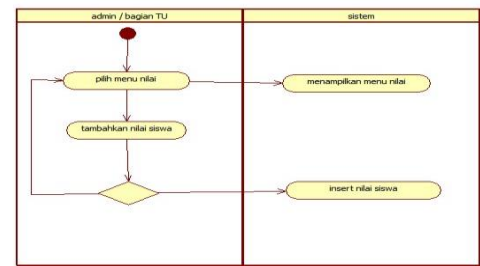 admin / bagian TU
sistem
pilih menu nilai
menampilkan menu nilai
tambahkan nilai siswa
insert nilai siswa